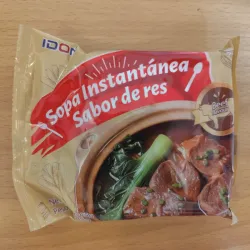 IDO
Sopa Instantánea
Sabor de res